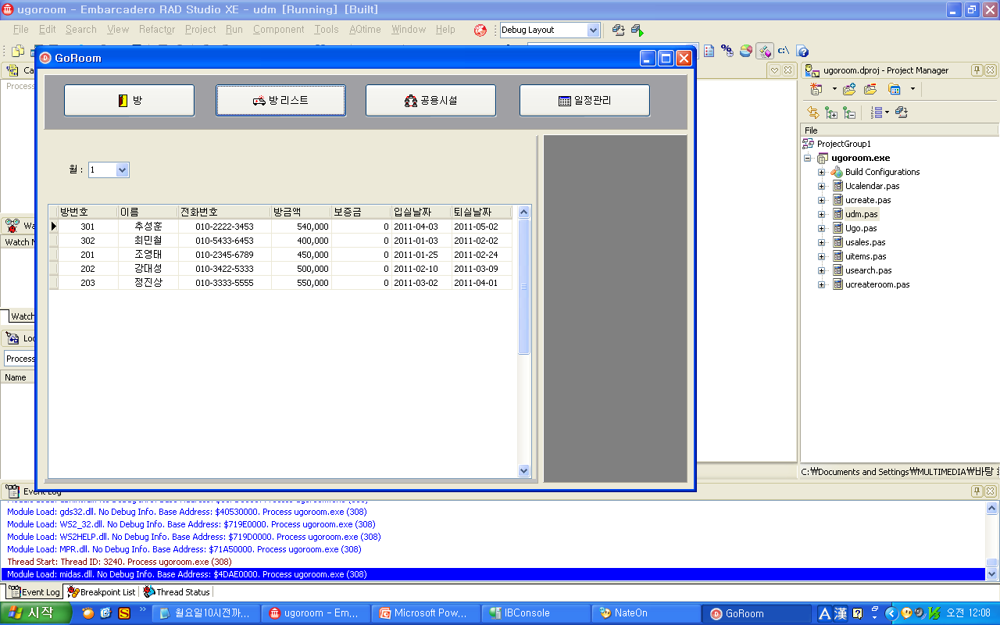 ugoroom - Embarcadero RAD Studio XE - udm [Running] [Built]
File Edit Search View Refactor Project Run Component Tools AQtime Window Help Debug Layout
GoRoom
방 방 리스트 공용시설 일정관리
월 : 1
방번호 이름 전화번호 방금액 보증금 입실날짜 퇴실날짜
301 추성훈 010-2222-3453 540,000 0 2011-04-03 2011-05-02
302 최민철 010-5433-6453 400,000 0 2011-01-03 2011-02-02
201 조영태 010-2345-6789 450,000 0 2011-01-25 2011-02-24
202 강대성 010-3422-5333 500,000 0 2011-02-10 2011-03-09
203 정진상 010-3333-5555 550,000 0 2011-03-02 2011-04-01
Ca
Process
Wa
Watch N
Watch
Loc
Process
Name
ugoroom.dproj - Project Manager
File
ProjectGroup1
ugoroom.exe
Build Configurations
Ucalendar.pas
ucreate.pas
udm.pas
Ugo.pas
usales.pas
uitems.pas
usearch.pas
ucreateroom.pas
C:₩Documents and Settings₩MULTIMEDIA₩바탕
Event Log
Module Load: gds32.dll. No Debug Info. Base Address: $40530000. Process ugoroom.exe (308)
Module Load: WS2_32.dll. No Debug Info. Base Address: $719E0000. Process ugoroom.exe (308)
Module Load: WS2HELP.dll. No Debug Info. Base Address: $719D0000. Process ugoroom.exe (308)
Module Load: MPR.dll. No Debug Info. Base Address: $71A50000. Process ugoroom.exe (308)
Thread Start: Thread ID: 3240. Process ugoroom.exe (308)
Module Load: midas.dll. No Debug Info. Base Address: $4DAE0000. Process ugoroom.exe (308)
Event Log Breakpoint List Thread Status
시작 월요일10시전까... ugoroom - Em... Microsoft Pow... IBConsole NateOn GoRoom A 漢 오전 12:08